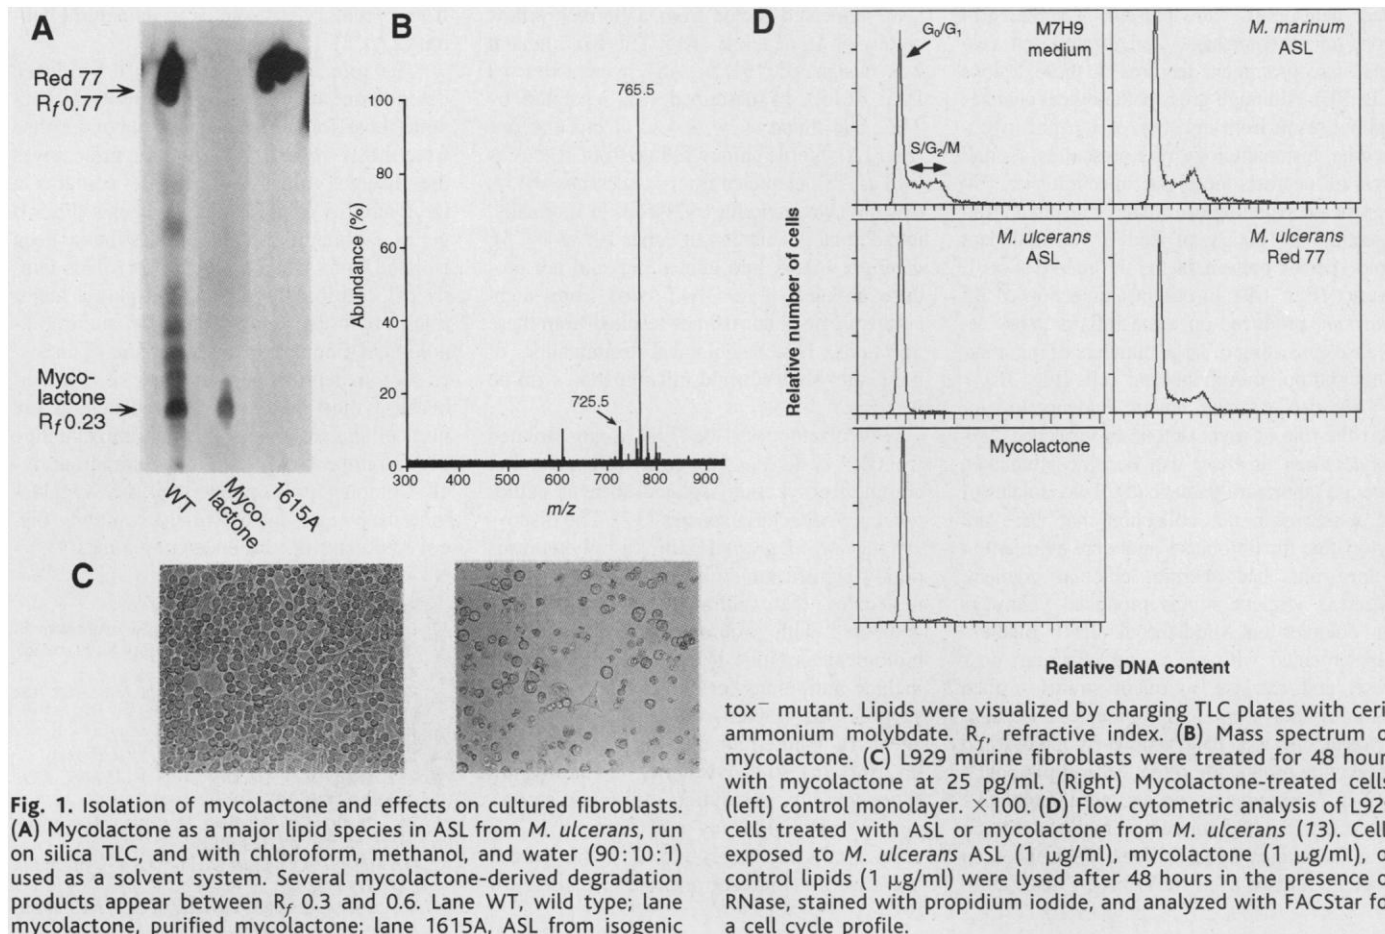 A
Red 77
Rf 0.77
Myco-
lactone
Rf 0.23
WT
Myco-
lactone
1615A
B
Abundance (%)
100
80
60
40
20
0
765.5
725.5
300 400 500 600 700 800 900
m/z
C
D
Relative number of cells
G0/G1
S/G2/M
M7H9
medium
M. marinum
ASL
M. ulcerans
ASL
M. ulcerans
Red 77
Mycolactone
Relative DNA content
Fig. 1. Isolation of mycolactone and effects on cultured fibroblasts.
(A) Mycolactone as a major lipid species in ASL from M. ulcerans, run
on silica TLC, and with chloroform, methanol, and water (90:10:1)
used as a solvent system. Several mycolactone-derived degradation
products appear between Rf 0.3 and 0.6. Lane WT, wild type; lane
mycolactone, purified mycolactone; lane 1615A, ASL from isogenic
tox− mutant. Lipids were visualized by charging TLC plates with ceri
ammonium molybdate. Rf, refractive index. (B) Mass spectrum o
mycolactone. (C) L929 murine fibroblasts were treated for 48 hour
with mycolactone at 25 pg/ml. (Right) Mycolactone-treated cells
(left) control monolayer. ×100. (D) Flow cytometric analysis of L92
cells treated with ASL or mycolactone from M. ulcerans (13). Cell
exposed to M. ulcerans ASL (1 μg/ml), mycolactone (1 μg/ml), o
control lipids (1 μg/ml) were lysed after 48 hours in the presence o
RNase, stained with propidium iodide, and analyzed with FACStar fo
a cell cycle profile.